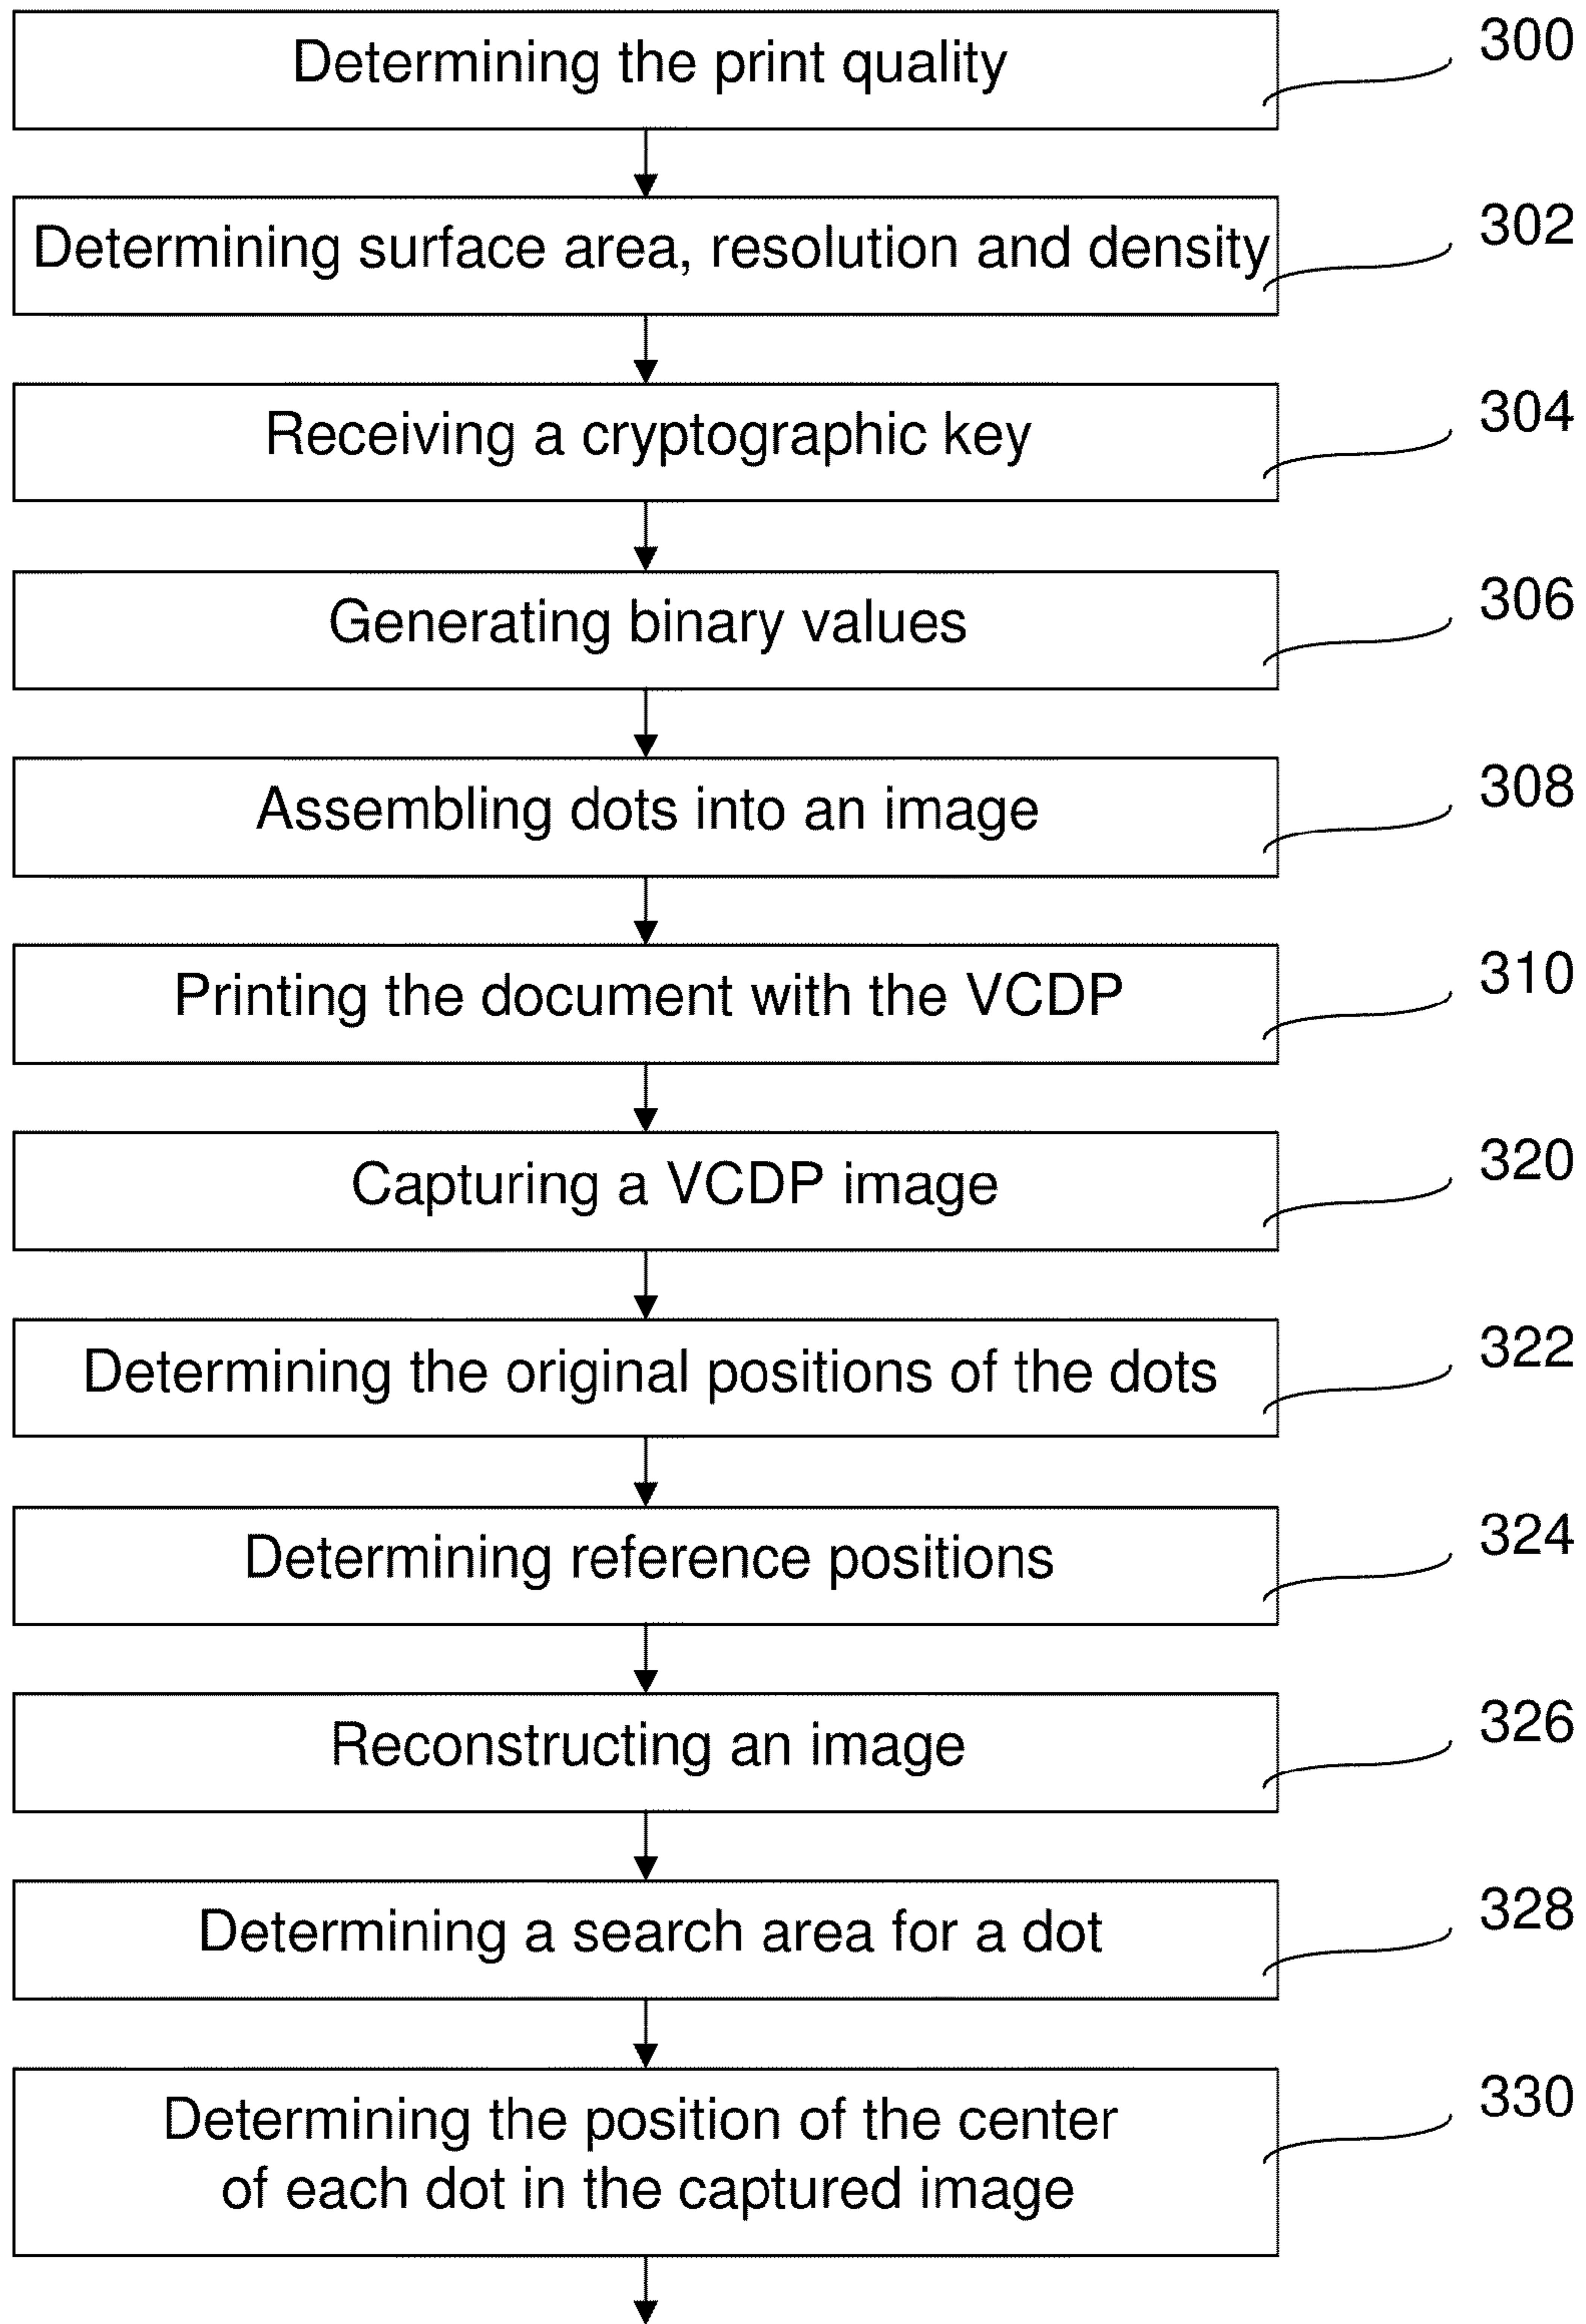 Determining the print quality 300
Determining surface area, resolution and density 302
Receiving a cryptographic key 304
Generating binary values 306
Assembling dots into an image 308
Printing the document with the VCDP 310
Capturing a VCDP image 320
Determining the original positions of the dots 322
Determining reference positions 324
Reconstructing an image 326
Determining a search area for a dot 328
Determining the position of the center 330
of each dot in the captured image